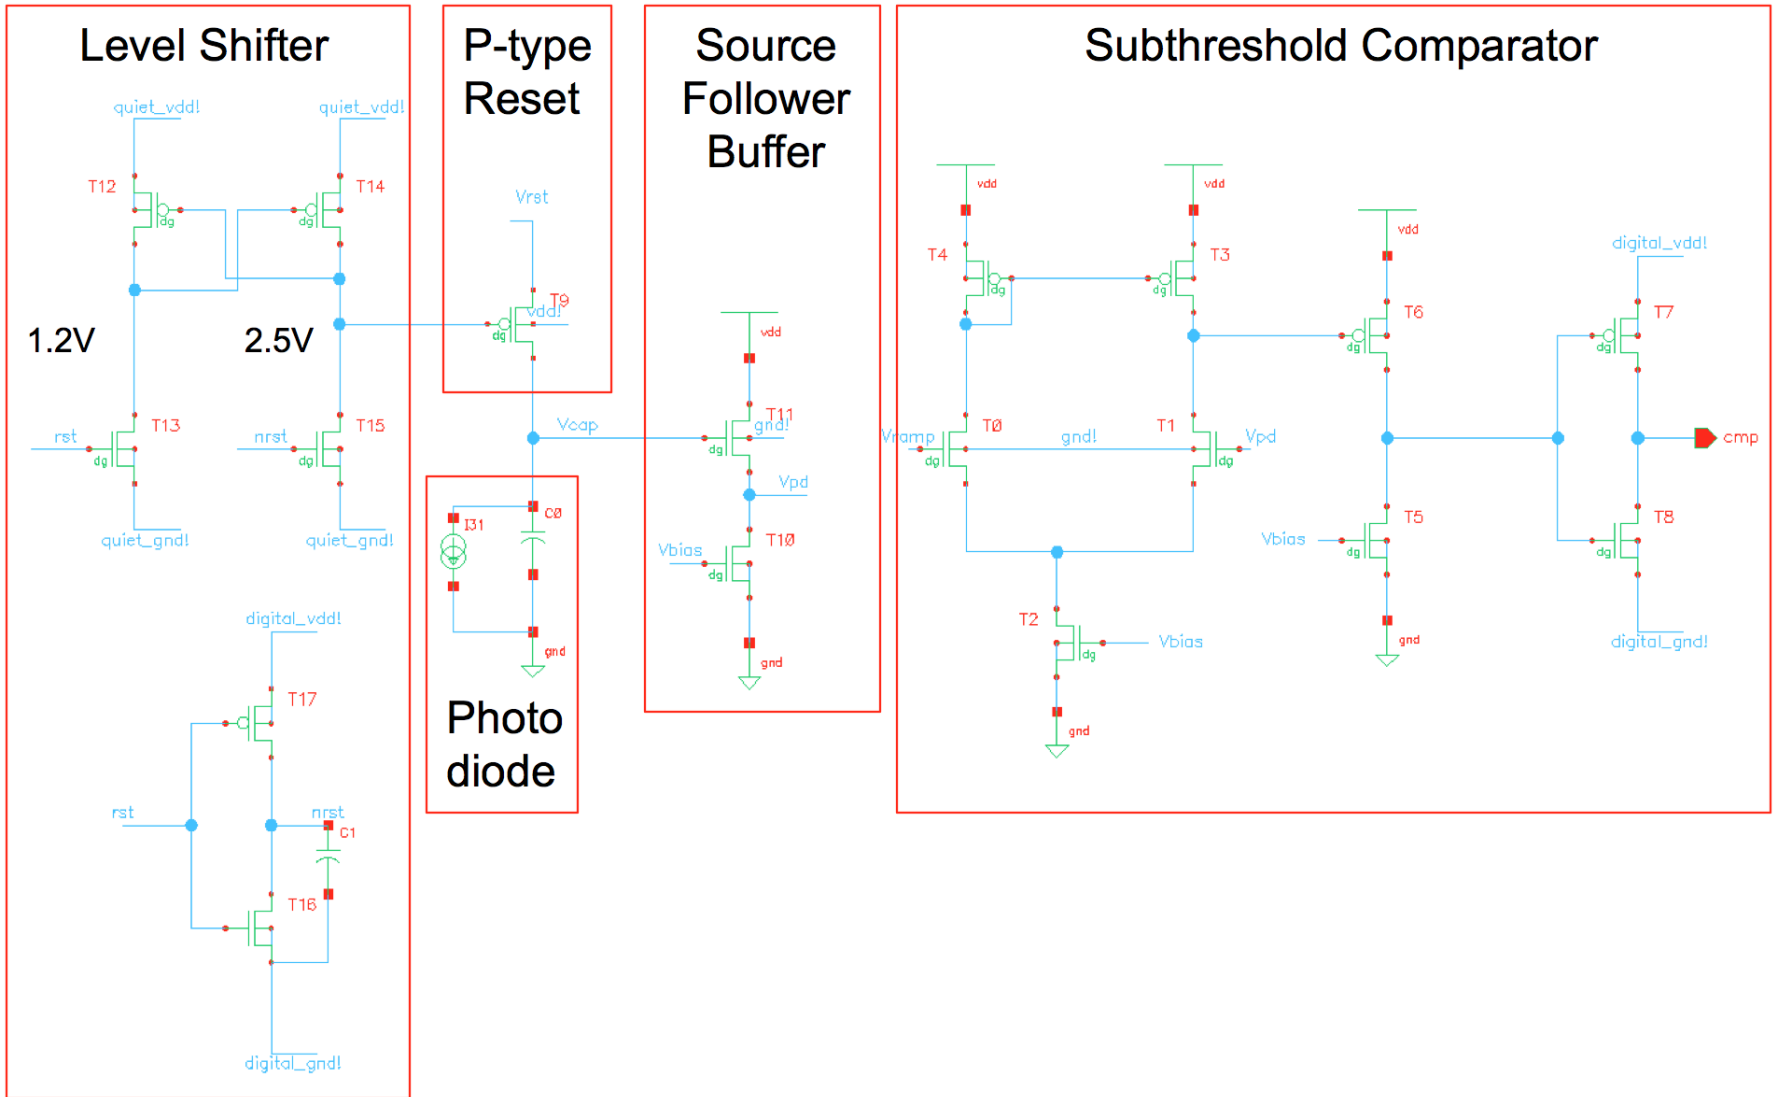 Level Shifter
quiet_vdd!
quiet_vdd!
T12
T14
dg
dg
1.2V
2.5V
rst
T13
dg
nrst
T15
dg
quiet_gnd!
quiet_gnd!
digital_vdd!
T17
rst
nrst
C1
T16
digital_gnd!
P-type
Reset
Vrst
T9
vdd!
dg
Vcap
I31
C0
gnd
Photo
diode
Source
Follower
Buffer
vdd
T11
gnd!
dg
Vpd
Vbias
T10
dg
gnd
Subthreshold Comparator
vdd
vdd
T4
T3
dg
dg
vdd
T6
dg
digital_vdd!
T7
dg
Vramp
T0
dg
gnd!
T1
Vpd
dg
cmp
Vbias
T5
dg
T8
dg
T2
Vbias
dg
gnd
gnd
digital_gnd!